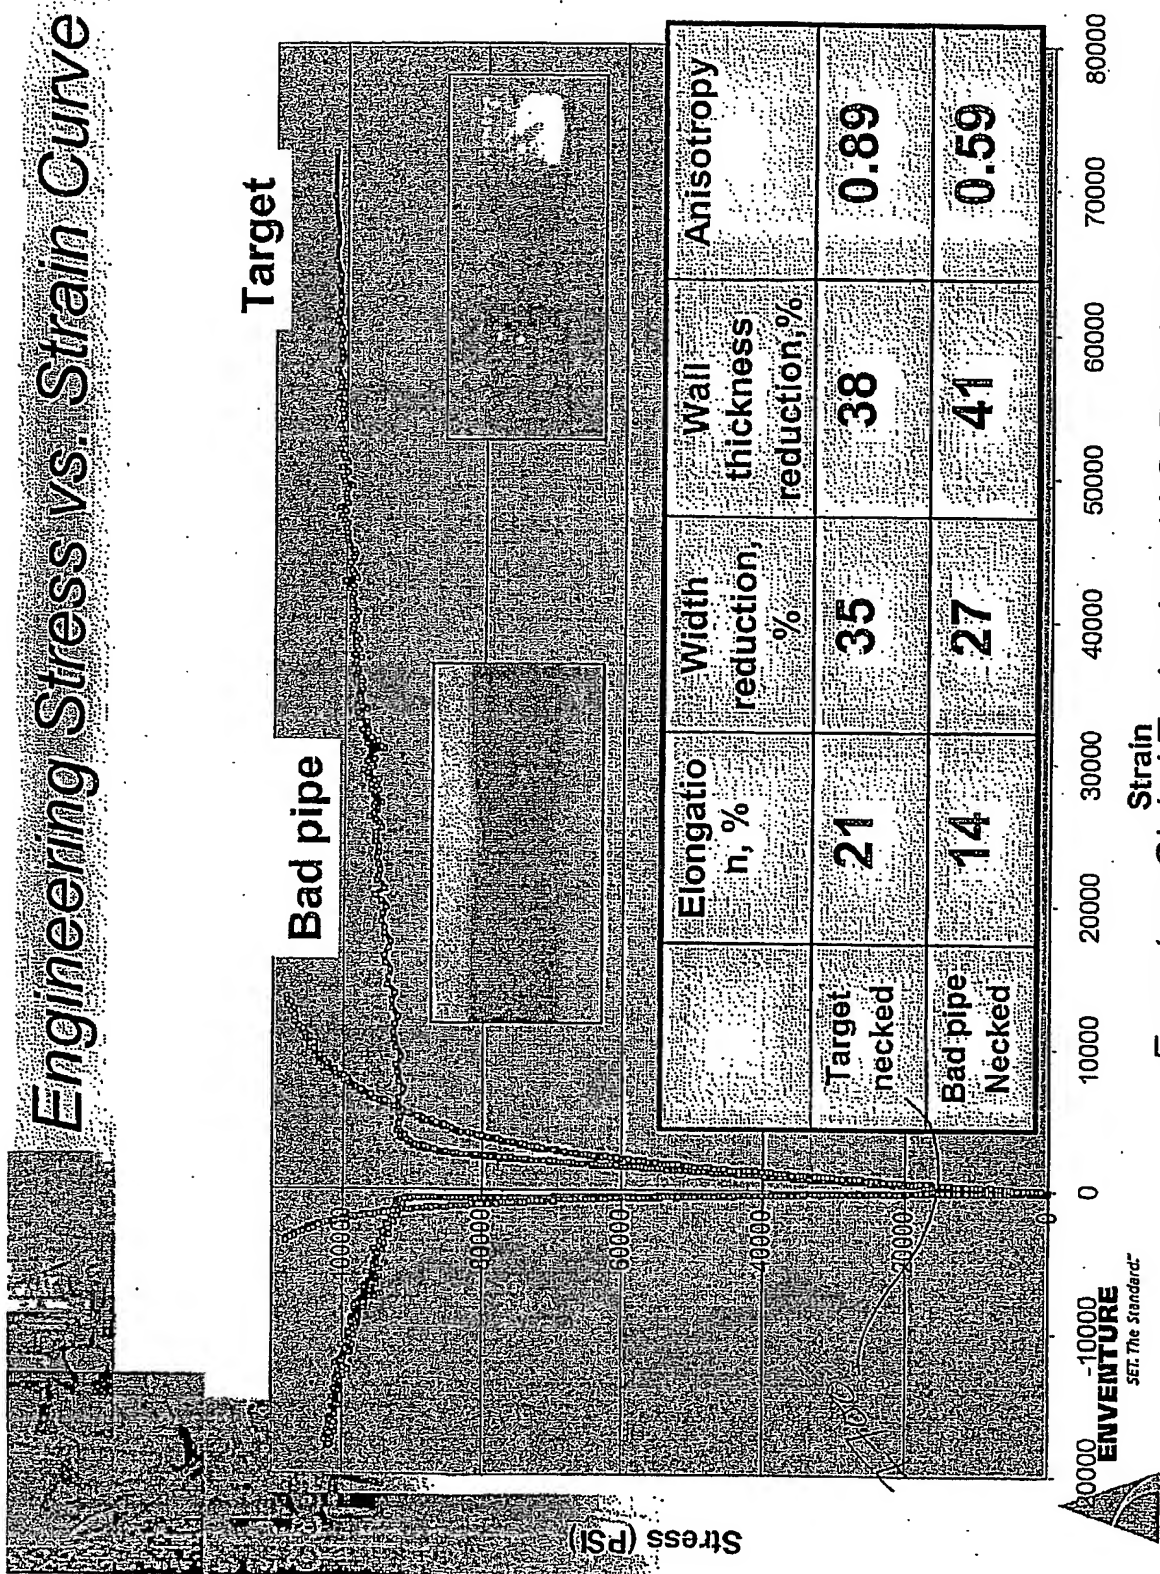 Engineering Stress vs. Strain Curve
Target
Bad pipe
Stress (PSI)
80000
60000
40000
20000
0
Elongatio
n, %
Width
reduction,
%
Wall
thickness
reduction,%
Anisotropy
Target
necked
21
35
38
0.89
Bad pipe
Necked
14
27
41
0.59
-10000
0
10000
20000
30000
40000
50000
60000
70000
80000
Strain
ENVENTURE
SET. The Standard.™